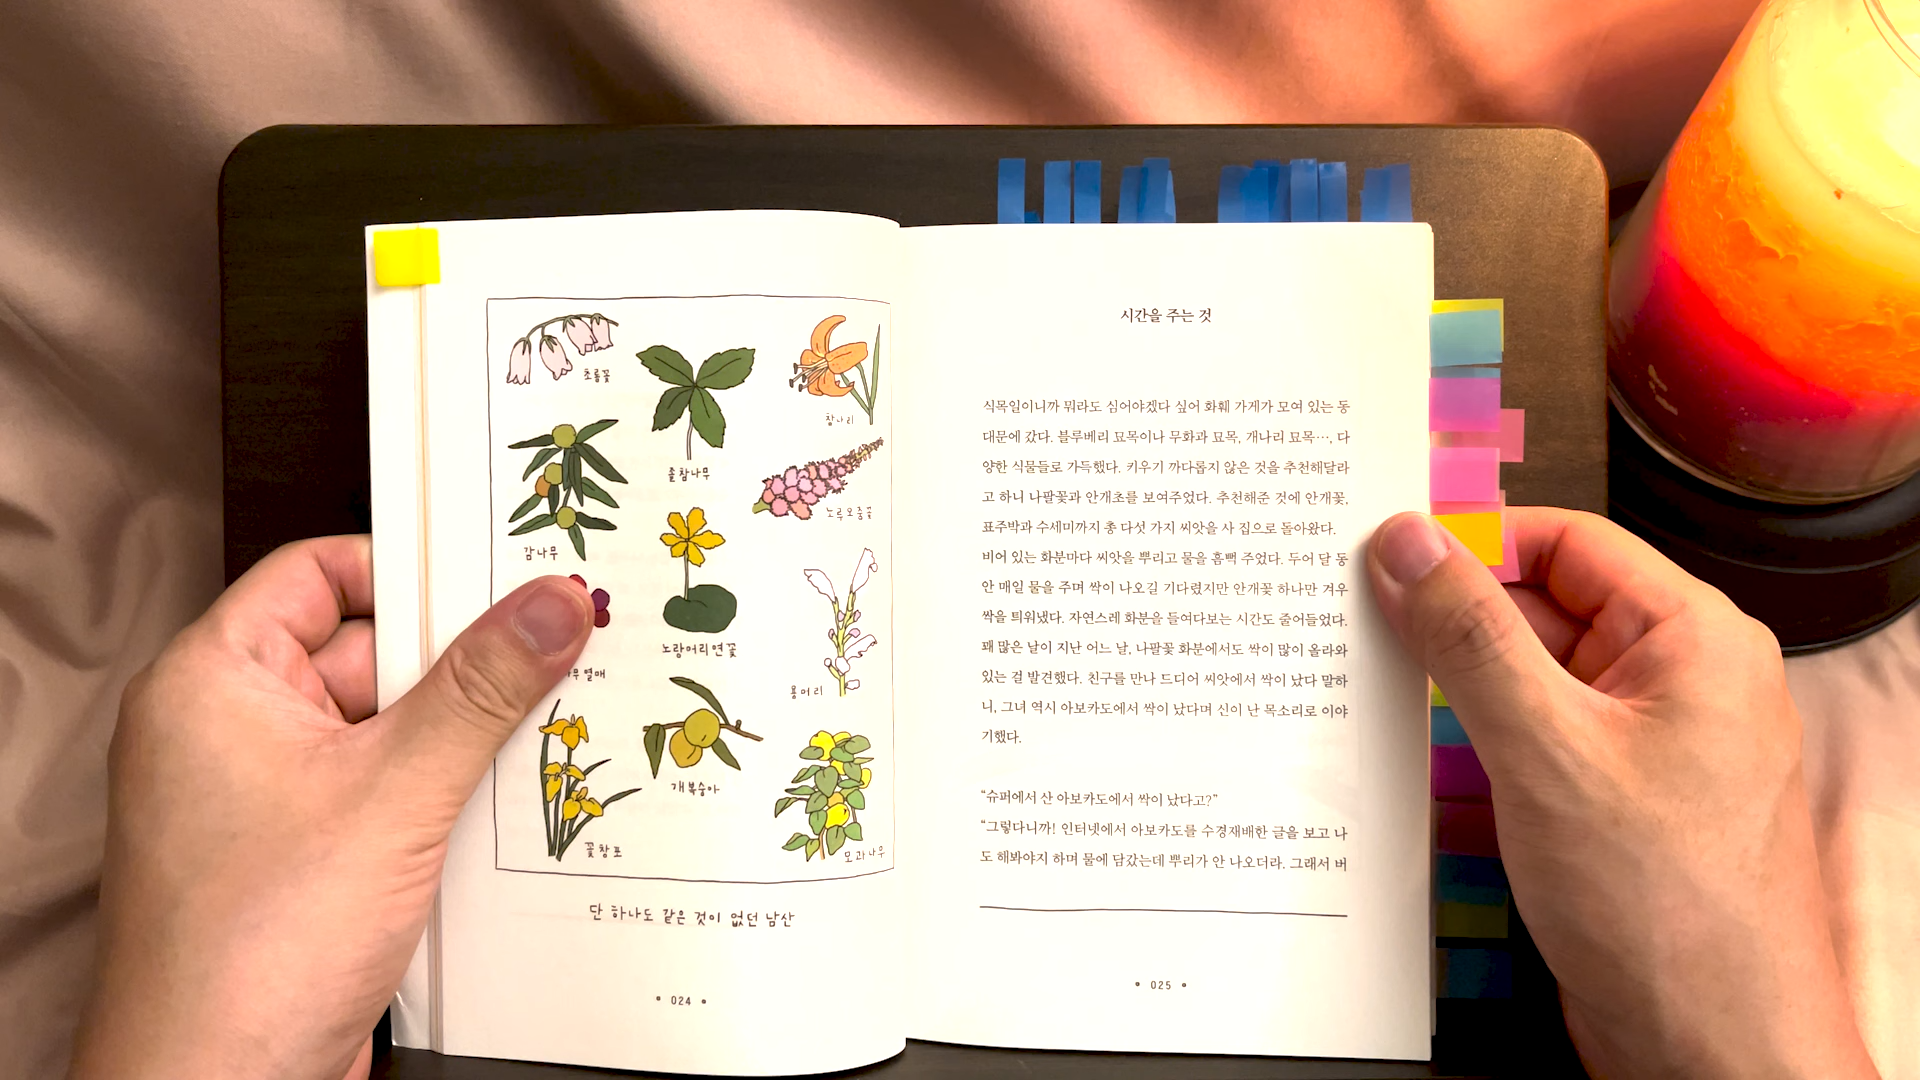 초롱꽃
졸참나무
참나리
감나무
노루오줌꽃
열매
노랑머리연꽃
용머리
개복숭아
꽃창포
모과나무
단 하나도 같은 것이 없던 남산
024
시간을 주는 것
식목일이니까 뭐라도 심어야겠다 싶어 화훼 가게가 모여 있는 동
대문에 갔다. 블루베리 묘목이나 무화과 묘목, 개나리 묘목…, 다
양한 식물들로 가득했다. 키우기 까다롭지 않은 것을 추천해달라
고 하니 나팔꽃과 안개초를 보여주었다. 추천해준 것에 안개꽃,
표주박과 수세미까지 총 다섯 가지 씨앗을 사 집으로 돌아왔다.
비어 있는 화분마다 씨앗을 뿌리고 물을 흠뻑 주었다. 두어 달 동
안 매일 물을 주며 싹이 나오길 기다렸지만 안개꽃 하나만 겨우
싹을 틔워냈다. 자연스레 화분을 들여다보는 시간도 줄어들었다.
꽤 많은 날이 지난 어느 날, 나팔꽃 화분에서도 싹이 많이 올라와
있는 걸 발견했다. 친구를 만나 드디어 씨앗에서 싹이 났다 말하
니, 그녀 역시 아보카도에서 싹이 났다며 신이 난 목소리로 이야
기했다.
“슈퍼에서 산 아보카도에서 싹이 났다고?”
“그렇다니까! 인터넷에서 아보카도를 수경재배한 글을 보고 나
도 해봐야지 하며 물에 담갔는데 뿌리가 안 나오더라. 그래서 버
025